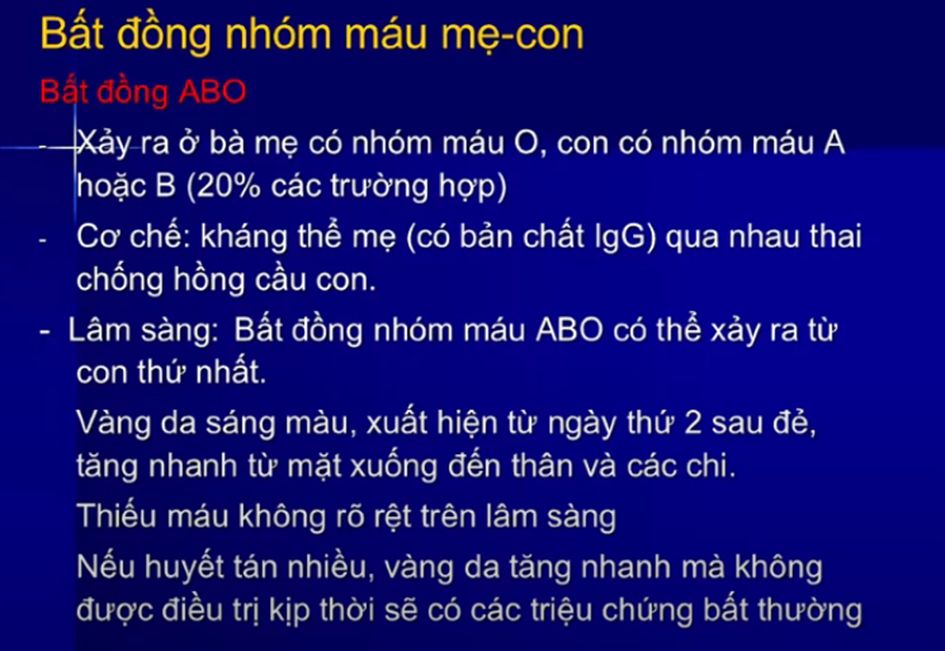 Bất đồng nhóm máu mẹ-con
Bất đồng ABO
- Xảy ra ở bà mẹ có nhóm máu O, con có nhóm máu A
hoặc B (20% các trường hợp)
- Cơ chế: kháng thể mẹ (có bản chất IgG) qua nhau thai
chống hồng cầu con.
- Lâm sàng: Bất đồng nhóm máu ABO có thể xảy ra từ
con thứ nhất.
Vàng da sáng màu, xuất hiện từ ngày thứ 2 sau đẻ,
tăng nhanh từ mặt xuống đến thân và các chi.
Thiếu máu không rõ rệt trên lâm sàng
Nếu huyết tán nhiều, vàng da tăng nhanh mà không
được điều trị kịp thời sẽ có các triệu chứng bất thường